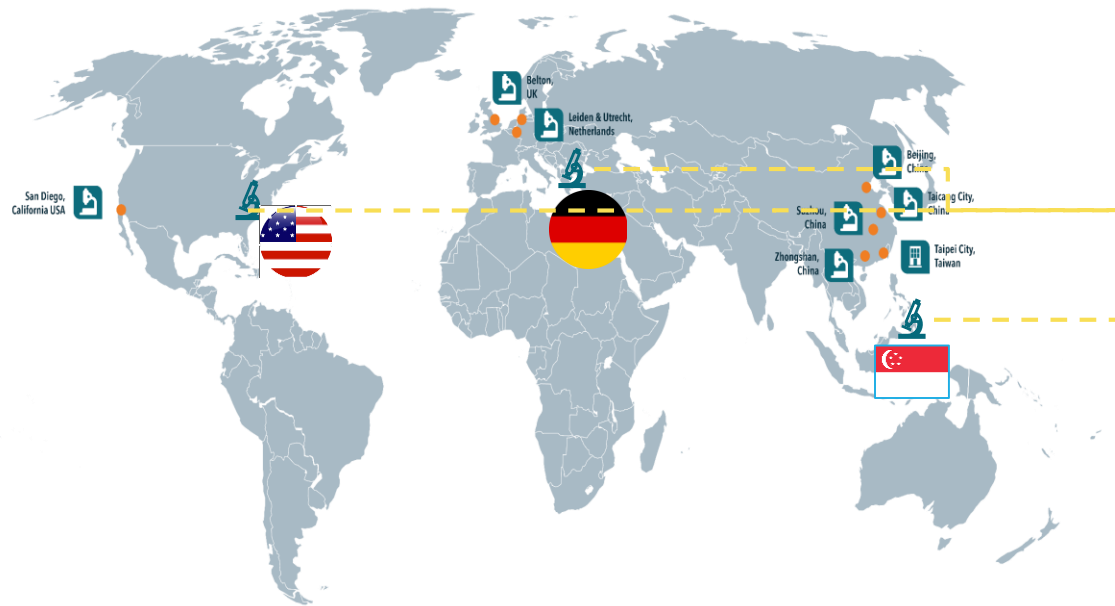 Belton,
UK
Leiden & Utrecht,
Netherlands
San Diego,
California USA
Beijing,
China
Taicang City,
China
Suzhou,
China
Zhongshan,
China
Taipei City,
Taiwan